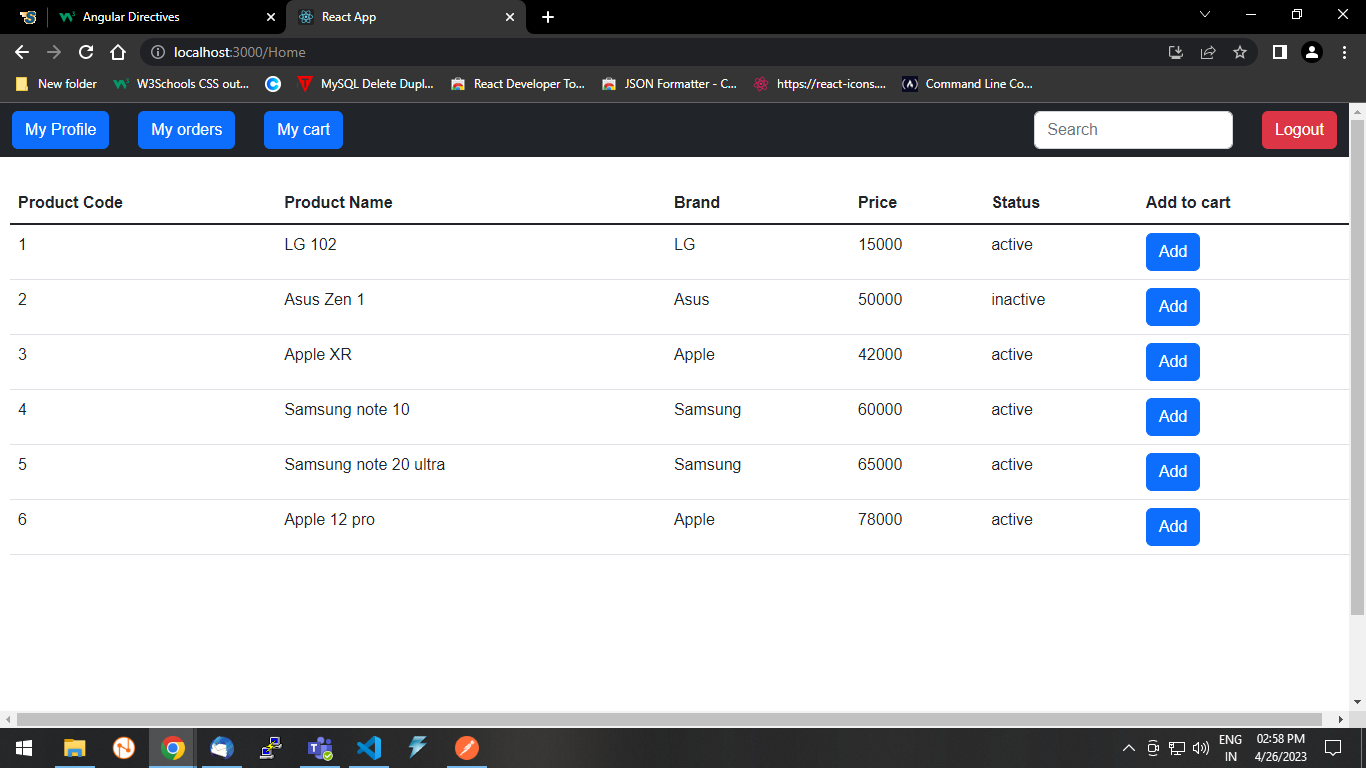 Angular Directives
React App
localhost:3000/Home
New folder
W3Schools CSS out...
MySQL Delete Dupl...
React Developer To...
JSON Formatter - C...
https://react-icons....
Command Line Co...
My Profile
My orders
My cart
Search
Logout
Product Code Product Name Brand Price Status Add to cart
1 LG 102 LG 15000 active Add
2 Asus Zen 1 Asus 50000 inactive Add
3 Apple XR Apple 42000 active Add
4 Samsung note 10 Samsung 60000 active Add
5 Samsung note 20 ultra Samsung 65000 active Add
6 Apple 12 pro Apple 78000 active Add
ENG
IN
02:58 PM
4/26/2023